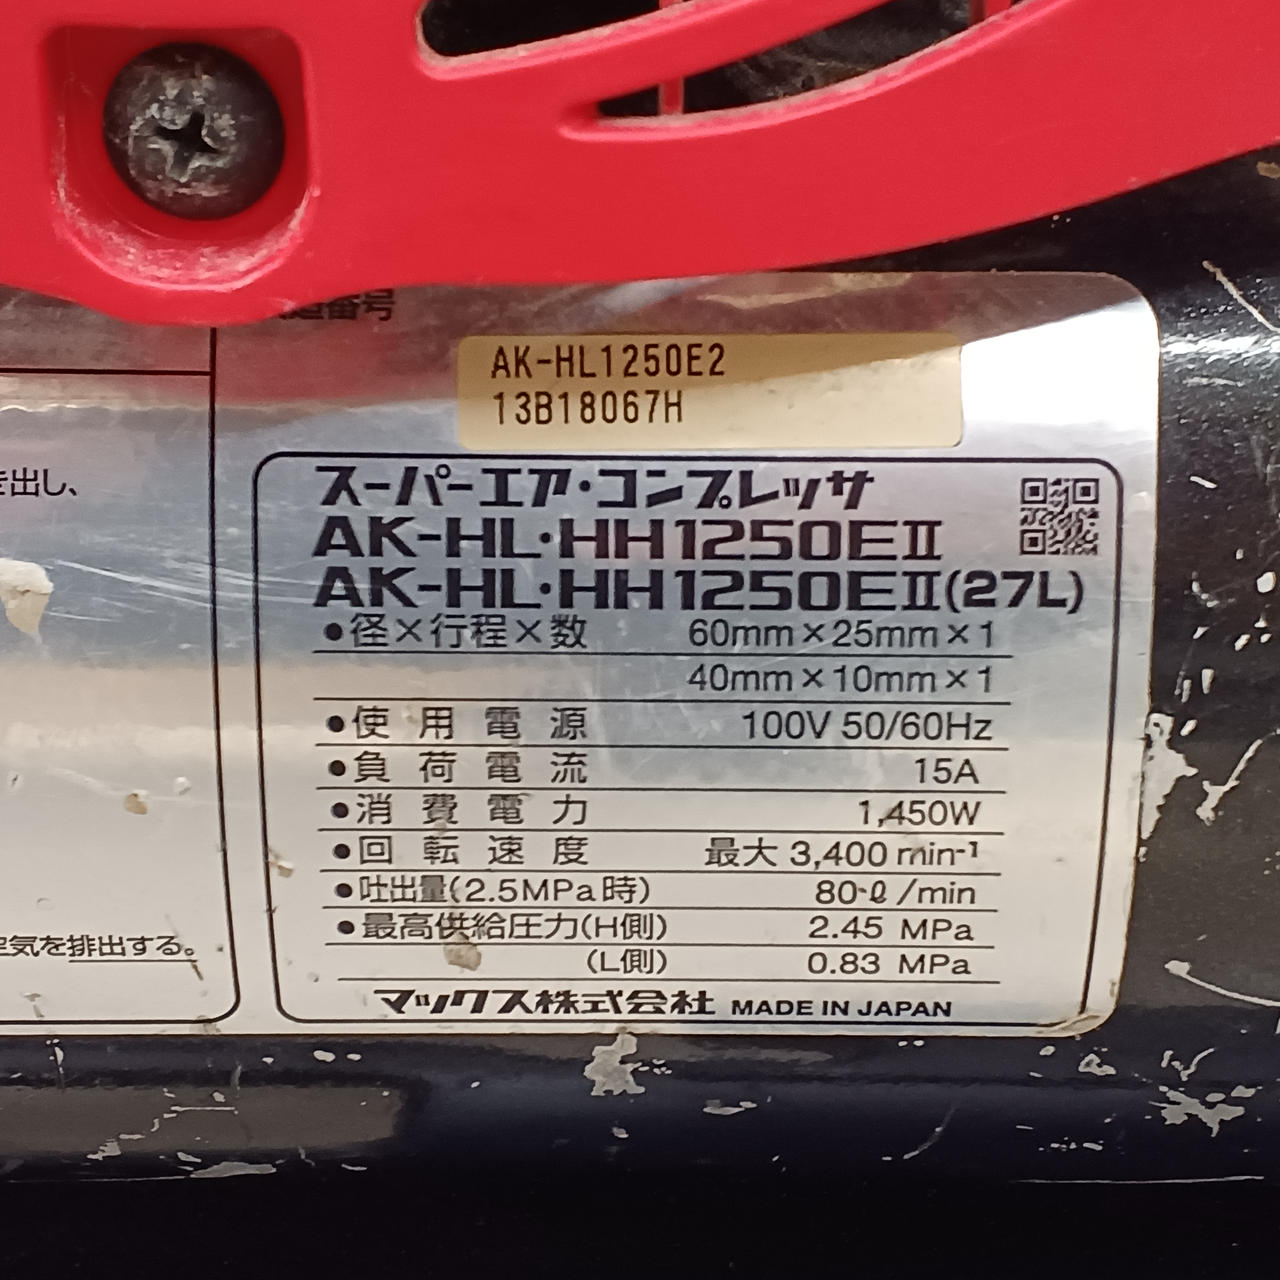 番号
AK-HL1250E2
13B18067H
を出し、
スーパーエア・コンプレッサ
AK-HL・HH1250EⅡ
AK-HL・HH1250EⅡ(27L)
●径×行程×数 60mm×25mm×1
40mm×10mm×1
●使用電源 100V 50/60Hz
●負荷電流 15A
●消費電力 1,450W
●回転速度 最大 3,400 min⁻¹
●吐出量(2.5MPa時) 80ℓ/min
●最高供給圧力(H側) 2.45 MPa
(L側) 0.83 MPa
空気を排出する。
マックス株式会社 MADE IN JAPAN